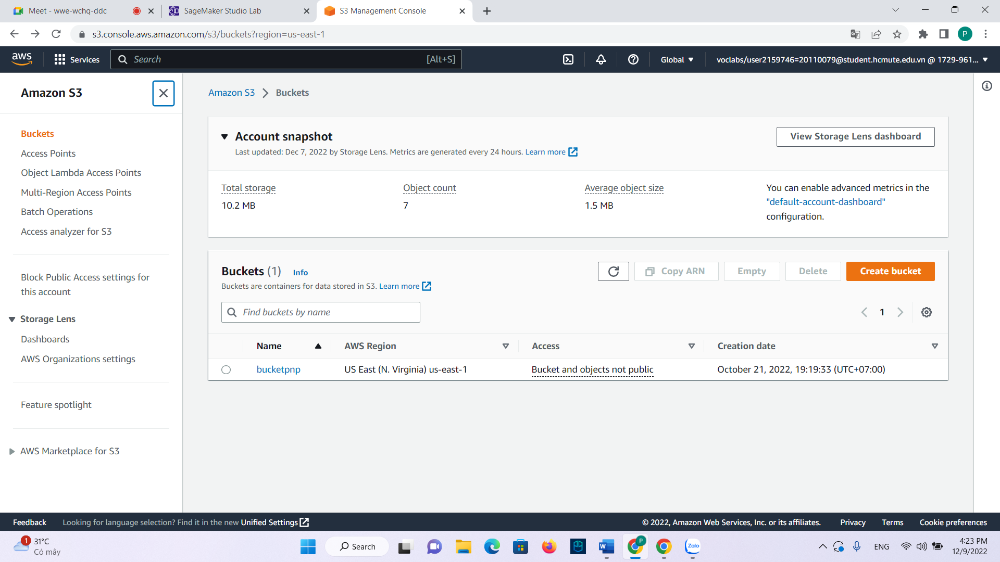 Meet - wwe-wchq-ddc
SageMaker Studio Lab
S3 Management Console
s3.console.aws.amazon.com/s3/buckets?region=us-east-1
P
aws
Services
Search
[Alt+S]
Global
voclabs/user2159746=20110079@student.hcmute.edu.vn @ 1729-961...
Amazon S3
Buckets
Access Points
Object Lambda Access Points
Multi-Region Access Points
Batch Operations
Access analyzer for S3
Block Public Access settings for
this account
Storage Lens
Dashboards
AWS Organizations settings
Feature spotlight
AWS Marketplace for S3
Amazon S3 > Buckets
Account snapshot
Last updated: Dec 7, 2022 by Storage Lens. Metrics are generated every 24 hours. Learn more
View Storage Lens dashboard
Total storage
10.2 MB
Object count
7
Average object size
1.5 MB
You can enable advanced metrics in the
"default-account-dashboard"
configuration.
Buckets (1) Info
Buckets are containers for data stored in S3. Learn more
Copy ARN
Empty
Delete
Create bucket
Find buckets by name
1
Name
AWS Region
Access
Creation date
bucketpnp
US East (N. Virginia) us-east-1
Bucket and objects not public
October 21, 2022, 19:19:33 (UTC+07:00)
Feedback
Looking for language selection? Find it in the new Unified Settings
© 2022, Amazon Web Services, Inc. or its affiliates.
Privacy
Terms
Cookie preferences
1
31°C
Có mây
Search
W
P
Zalo
ENG
4:23 PM
12/9/2022